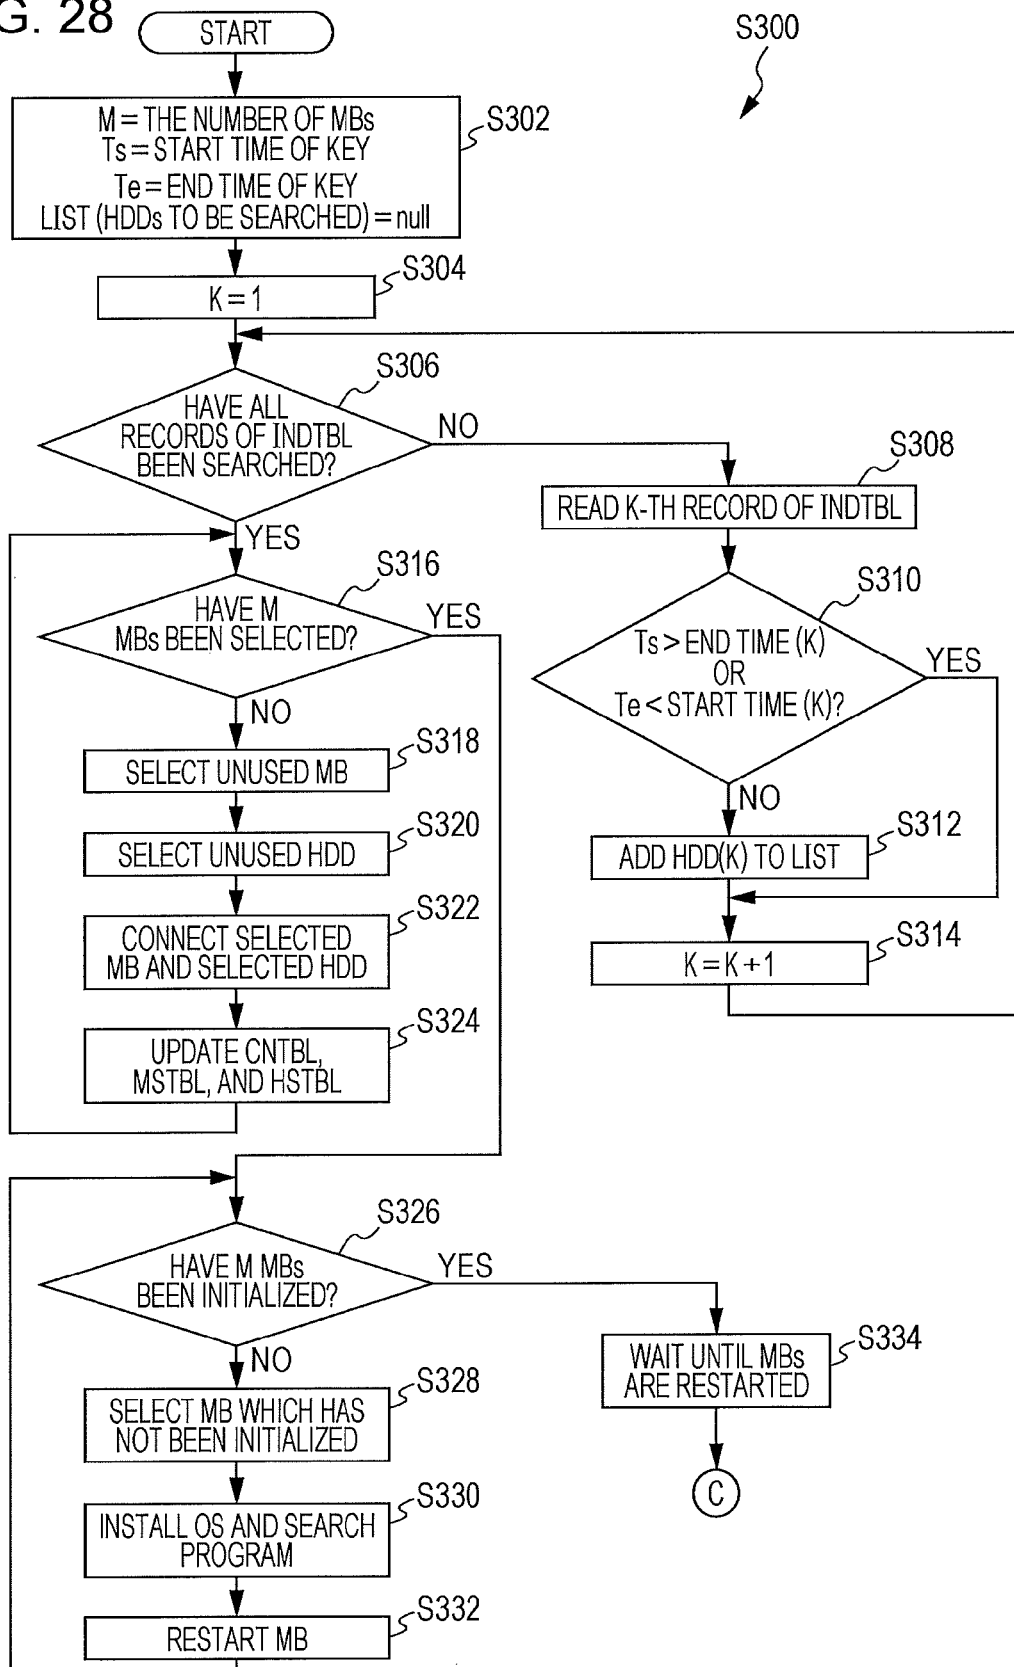 G. 28
START
S300
M = THE NUMBER OF MBs
Ts = START TIME OF KEY
Te = END TIME OF KEY
LIST (HDDs TO BE SEARCHED) = null
S302
K = 1
S304
HAVE ALL
RECORDS OF INDTBL
BEEN SEARCHED?
S306
NO
YES
READ K-TH RECORD OF INDTBL
S308
Ts > END TIME (K)
OR
Te < START TIME (K)?
S310
YES
NO
ADD HDD(K) TO LIST
S312
K = K + 1
S314
HAVE M
MBs BEEN SELECTED?
S316
YES
NO
SELECT UNUSED MB
S318
SELECT UNUSED HDD
S320
CONNECT SELECTED
MB AND SELECTED HDD
S322
UPDATE CNTBL,
MSTBL, AND HSTBL
S324
HAVE M MBs
BEEN INITIALIZED?
S326
YES
NO
SELECT MB WHICH HAS
NOT BEEN INITIALIZED
S328
INSTALL OS AND SEARCH
PROGRAM
S330
RESTART MB
S332
WAIT UNTIL MBs
ARE RESTARTED
S334
C